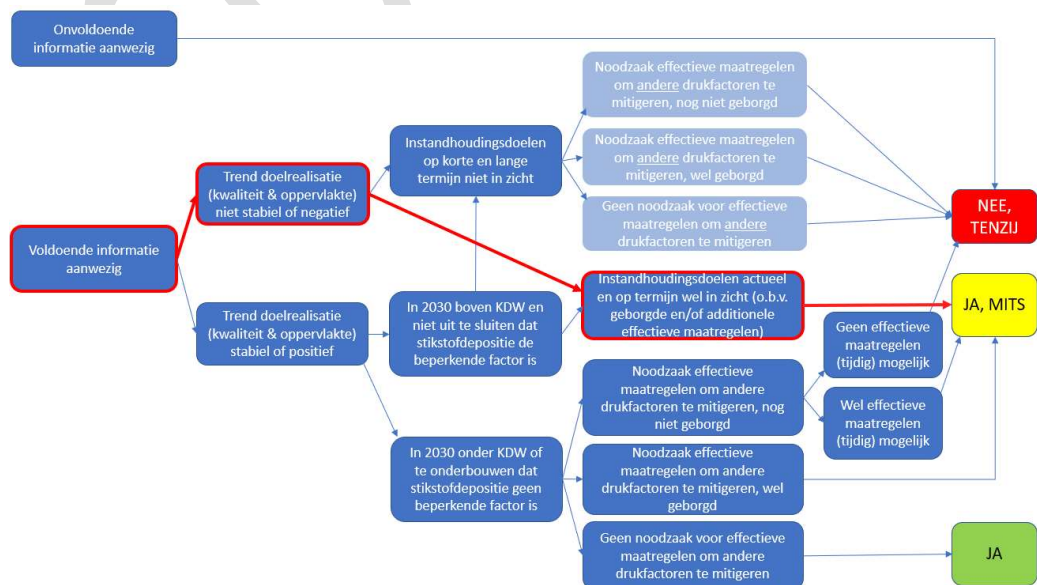 Onvoldoende
informatie aanwezig
Voldoende informatie
aanwezig
Trend doelrealisatie
(kwaliteit & oppervlakte)
niet stabiel of negatief
Trend doelrealisatie
(kwaliteit & oppervlakte)
stabiel of positief
Instandhoudingsdoelen
op korte en lange
termijn niet in zicht
In 2030 boven KDW en
niet uit te sluiten dat
stikstofdepositie de
beperkende factor is
In 2030 onder KDW of
te onderbouwen dat
stikstofdepositie geen
beperkende factor is
Noodzaak effectieve maatregelen
om andere drukfactoren te
mitigeren, nog niet geborgd
Noodzaak effectieve maatregelen
om andere drukfactoren te
mitigeren, wel geborgd
Geen noodzaak voor effectieve
maatregelen om andere
drukfactoren te mitigeren
Instandhoudingsdoelen actueel
en op termijn wel in zicht (o.b.v.
geborgde en/of additionele
effectieve maatregelen)
Noodzaak effectieve
maatregelen om andere
drukfactoren te mitigeren, nog
niet geborgd
Noodzaak effectieve
maatregelen om andere
drukfactoren te mitigeren, wel
geborgd
Geen noodzaak voor effectieve
maatregelen om andere
drukfactoren te mitigeren
Geen effectieve
maatregelen
(tijdig) mogelijk
Wel effectieve
maatregelen
(tijdig) mogelijk
NEE,
TENZIJ
JA, MITS
JA